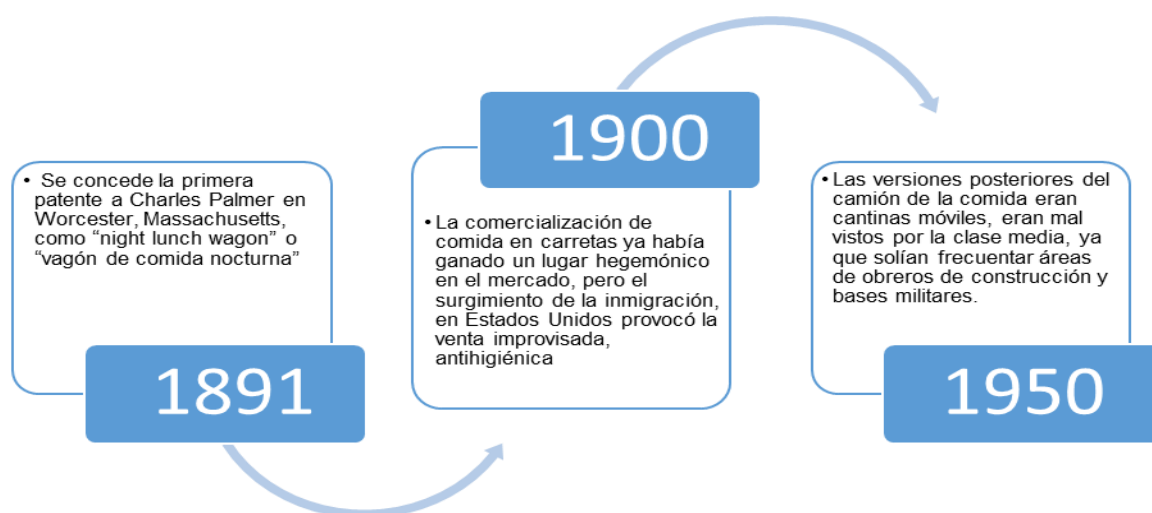 • Se concede la primera
patente a Charles Palmer en
Worcester, Massachusetts,
como “night lunch wagon” o
“vagón de comida nocturna”
1891
1900
• La comercialización de
comida en carretas ya había
ganado un lugar hegemónico
en el mercado, pero el
surgimiento de la inmigración,
en Estados Unidos provocó la
venta improvisada,
antihigiénica
• Las versiones posteriores del
camión de la comida eran
cantinas móviles, eran mal
vistos por la clase media, ya
que solían frecuentar áreas
de obreros de construcción y
bases militares.
1950